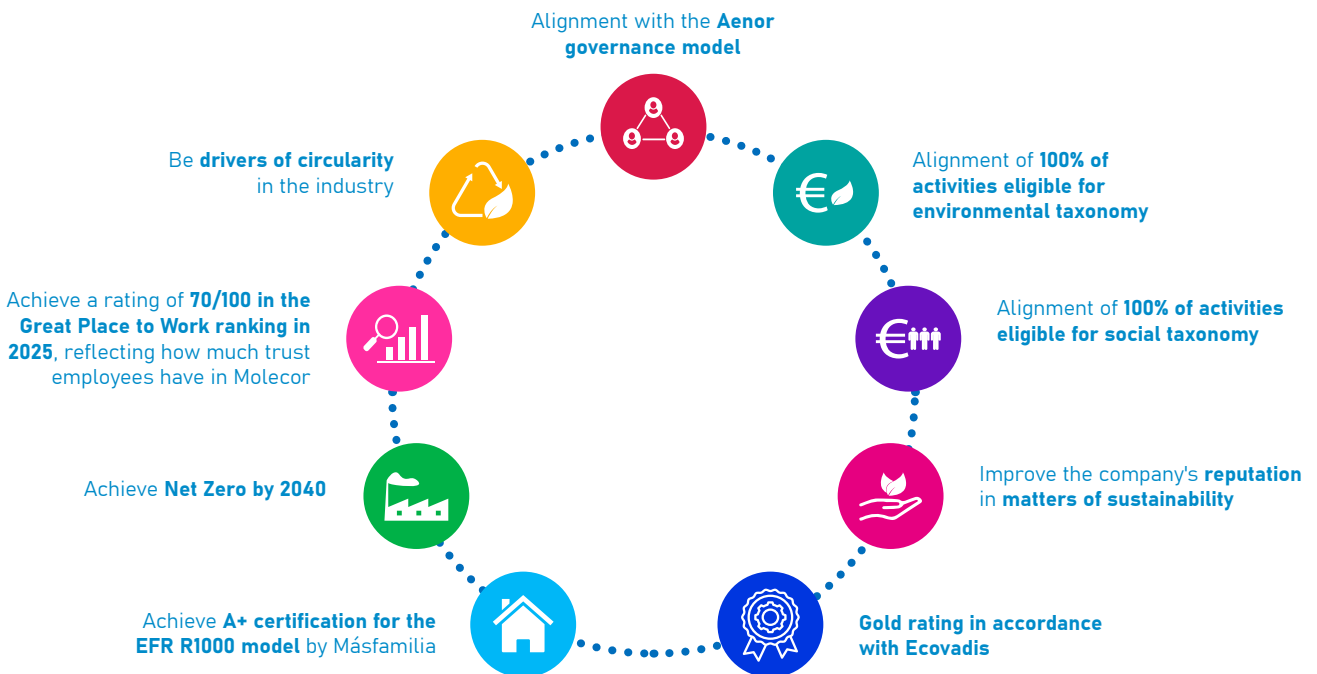 Alignment with the Aenor
governance model
Alignment of 100% of
activities eligible for
environmental taxonomy
Alignment of 100% of activities
eligible for social taxonomy
Improve the company's reputation
in matters of sustainability
Gold rating in accordance
with Ecovadis
Achieve A+ certification for the
EFR R1000 model by Másfamilia
Achieve Net Zero by 2040
Achieve a rating of 70/100 in the
Great Place to Work ranking in
2025, reflecting how much trust
employees have in Molecor
Be drivers of circularity
in the industry